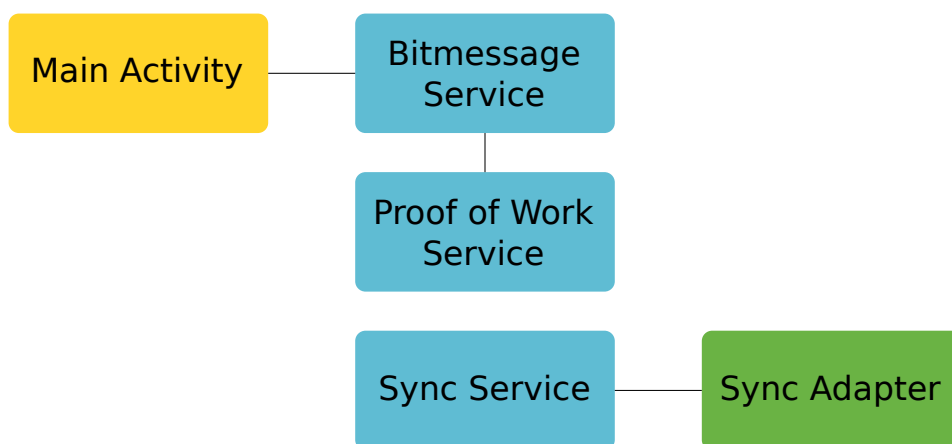 Main Activity
Bitmessage
Service
Proof of Work
Service
Sync Service
Sync Adapter